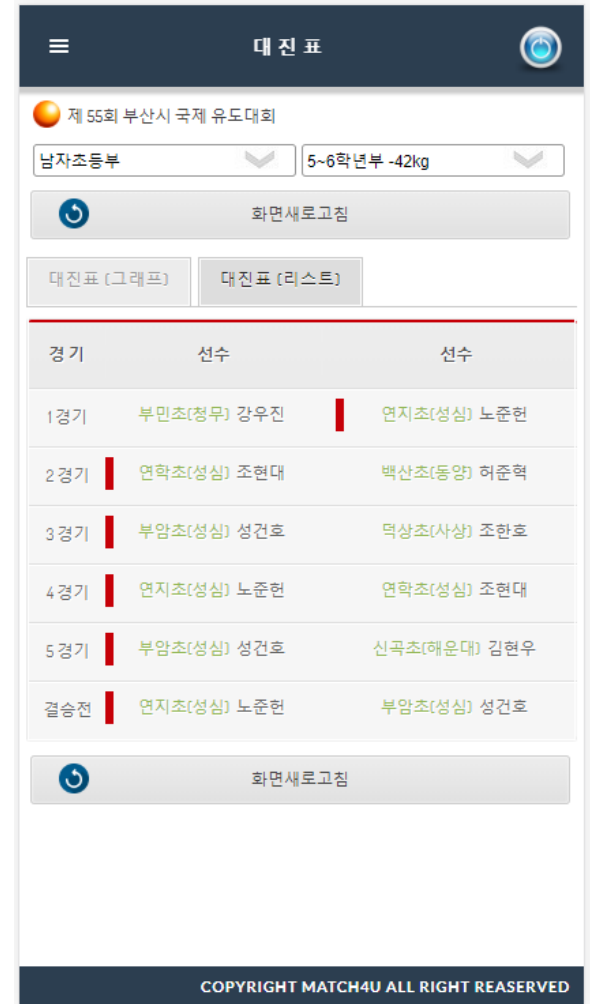 대진표
제 55회 부산시 국제 유도대회
남자초등부 5~6학년부 -42kg
화면새로고침
대진표 (그래프) 대진표 (리스트)
경기 선수 선수
1경기 부민초(청무) 강우진 연지초(성심) 노준헌
2경기 연학초(성심) 조현대 백산초(동양) 허준혁
3경기 부암초(성심) 성건호 덕상초(사상) 조한호
4경기 연지초(성심) 노준헌 연학초(성심) 조현대
5경기 부암초(성심) 성건호 신곡초(해운대) 김현우
결승전 연지초(성심) 노준헌 부암초(성심) 성건호
화면새로고침
COPYRIGHT MATCH4U ALL RIGHT REASERVED